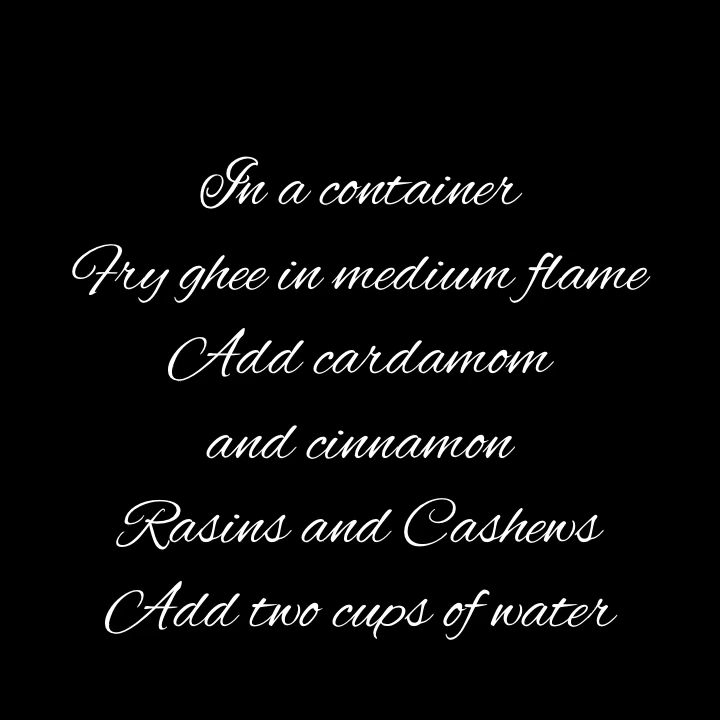 In a container
Fry ghee in medium flame
Add cardamom
and cinnamon
Rasins and Cashews
Add two cups of water